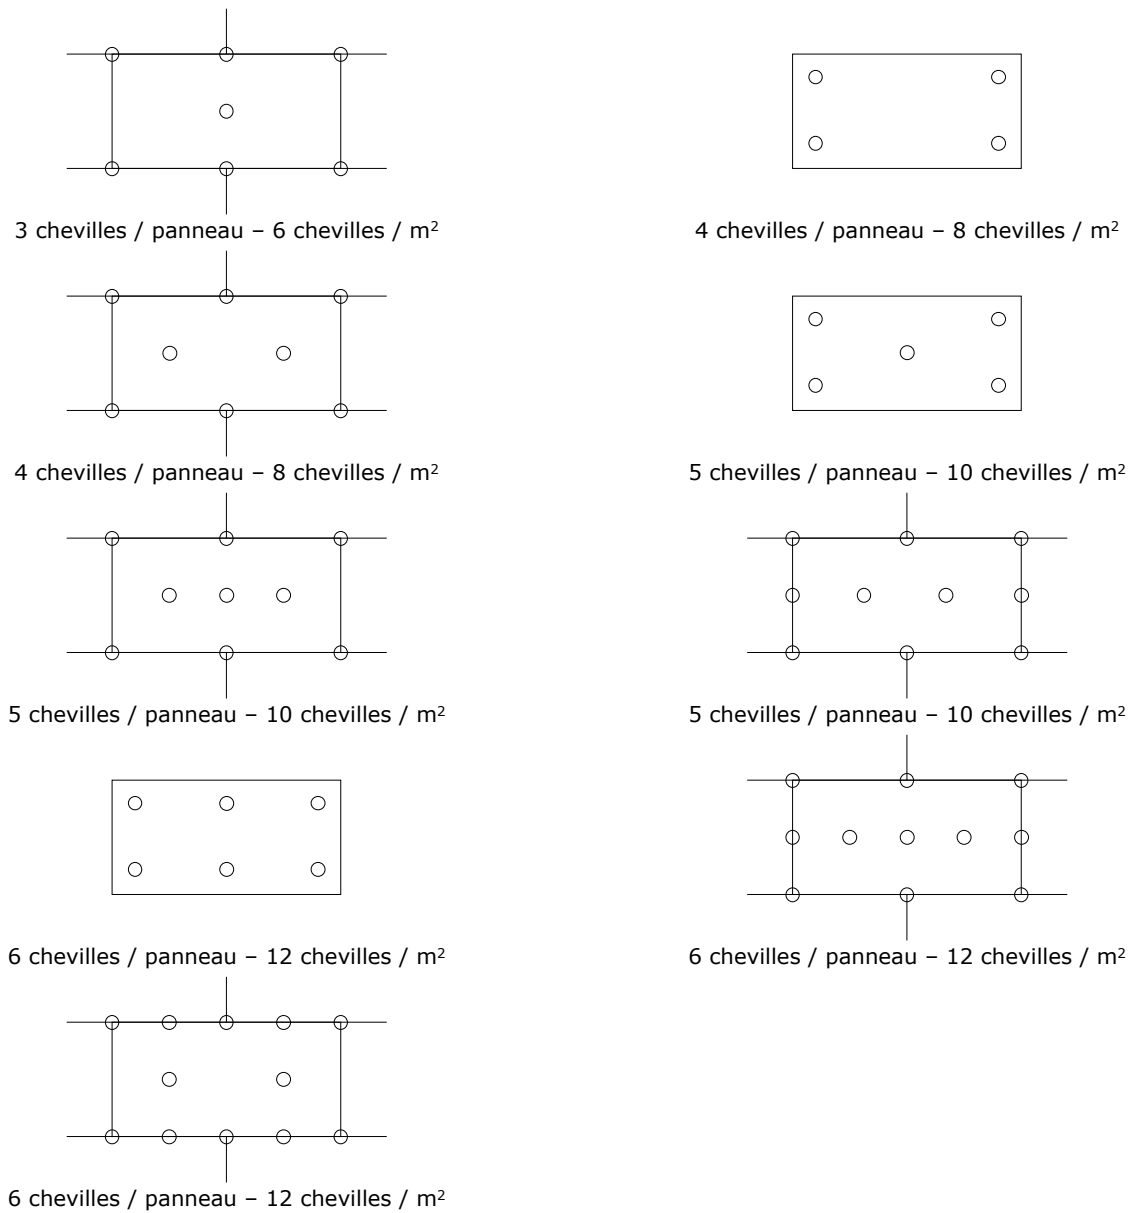 3 chevilles / panneau – 6 chevilles / m²
4 chevilles / panneau – 8 chevilles / m²
4 chevilles / panneau – 8 chevilles / m²
5 chevilles / panneau – 10 chevilles / m²
5 chevilles / panneau – 10 chevilles / m²
5 chevilles / panneau – 10 chevilles / m²
6 chevilles / panneau – 12 chevilles / m²
6 chevilles / panneau – 12 chevilles / m²
6 chevilles / panneau – 12 chevilles / m²